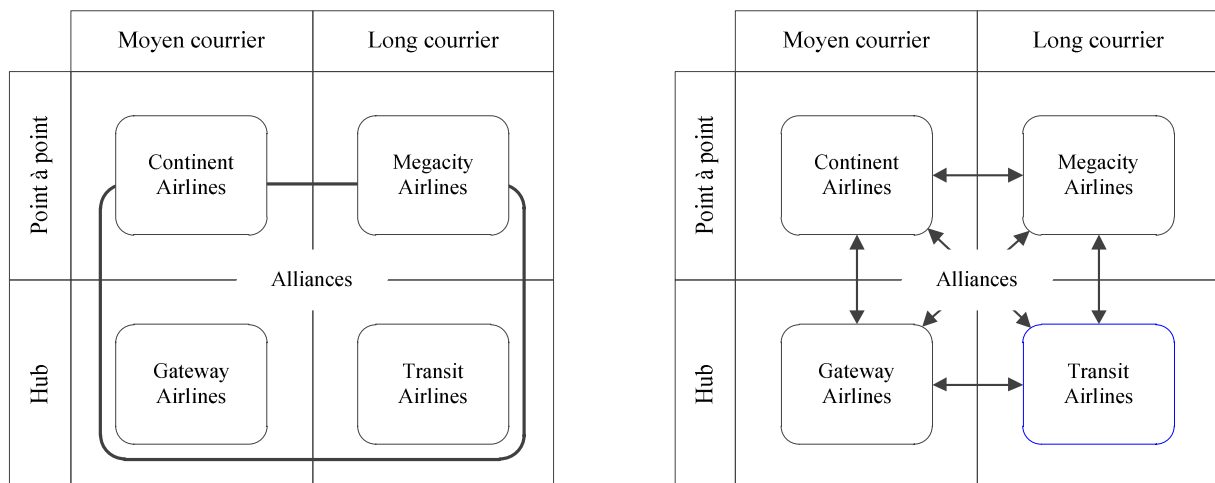 Moyen courrier
Long courrier
Point à point
Continent
Airlines
Megacity
Airlines
Alliances
Hub
Gateway
Airlines
Transit
Airlines
Moyen courrier
Long courrier
Point à point
Continent
Airlines
Megacity
Airlines
Alliances
Hub
Gateway
Airlines
Transit
Airlines